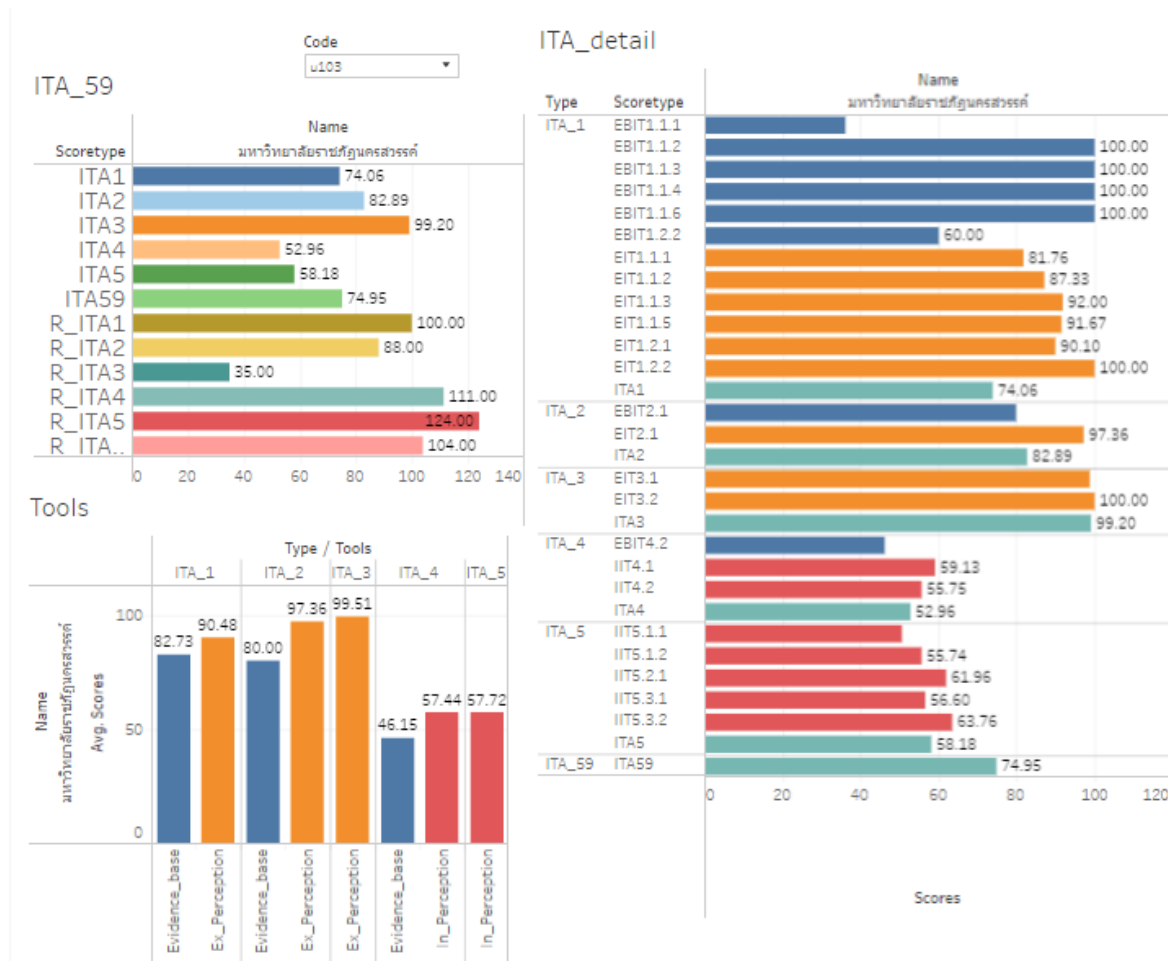 Code
u103
ITA_59
Name
Scoretype
มหาวิทยาลัยราชภัฏนครสวรรค์
ITA1 74.06
ITA2 82.89
ITA3 99.20
ITA4 52.96
ITA5 58.18
ITA59 74.95
R_ITA1 100.00
R_ITA2 88.00
R_ITA3 35.00
R_ITA4 111.00
R_ITA5 124.00
R_ITA.. 104.00
0 20 40 60 80 100 120 140
Tools
Type / Tools
ITA_1 ITA_2 ITA_3 ITA_4 ITA_5
Name
มหาวิทยาลัยราชภัฏนครสวรรค์
Avg. Scores
100
50
0
82.73 90.48 80.00 97.36 99.51 46.15 57.44 57.72
Evidence_base
Ex_Perception
Evidence_base
Ex_Perception
Ex_Perception
Evidence_base
In_Perception
In_Perception
ITA_detail
Name
Type Scoretype มหาวิทยาลัยราชภัฏนครสวรรค์
ITA_1 EBIT1.1.1
EBIT1.1.2 100.00
EBIT1.1.3 100.00
EBIT1.1.4 100.00
EBIT1.1.6 100.00
EBIT1.2.2 60.00
EIT1.1.1 81.76
EIT1.1.2 87.33
EIT1.1.3 92.00
EIT1.1.5 91.67
EIT1.2.1 90.10
EIT1.2.2 100.00
ITA1 74.06
ITA_2 EBIT2.1
EIT2.1 97.36
ITA2 82.89
ITA_3 EIT3.1
EIT3.2 100.00
ITA3 99.20
ITA_4 EBIT4.2
IIT4.1 59.13
IIT4.2 55.75
ITA4 52.96
ITA_5 IIT5.1.1
IIT5.1.2 55.74
IIT5.2.1 61.96
IIT5.3.1 56.60
IIT5.3.2 63.76
ITA5 58.18
ITA_59 ITA59 74.95
0 20 40 60 80 100 120
Scores